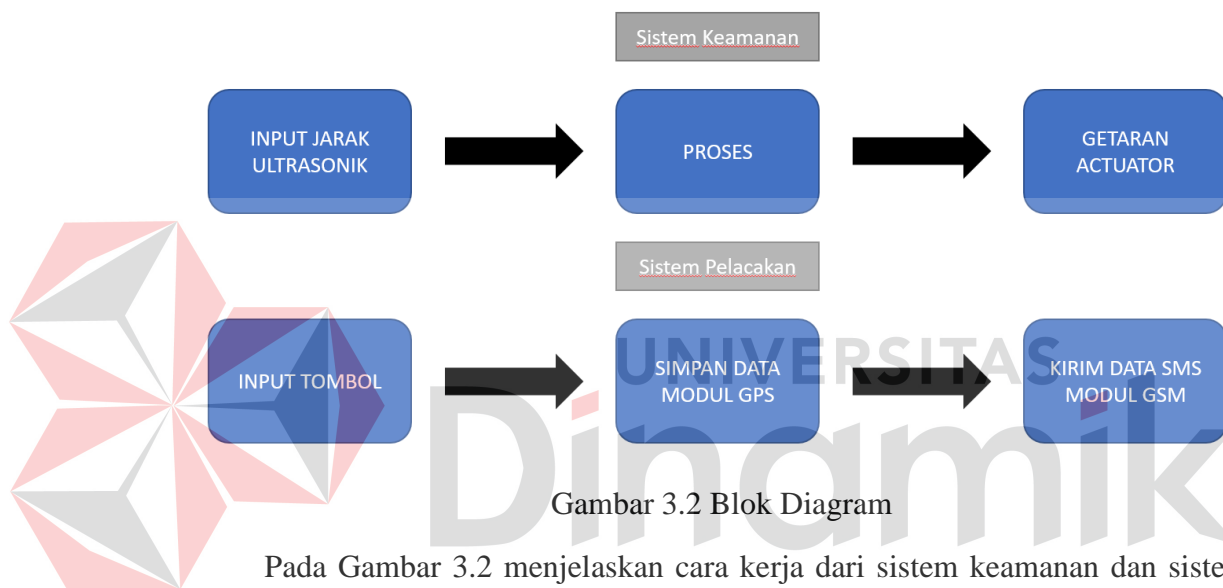 Sistem Keamanan
INPUT JARAK
ULTRASONIK
PROSES
GETARAN
ACTUATOR
Sistem Pelacakan
INPUT TOMBOL
SIMPAN DATA
MODUL GPS
KIRIM DATA SMS
MODUL GSM
UNIVERSITAS
Dinamik
Gambar 3.2 Blok Diagram
Pada Gambar 3.2 menjelaskan cara kerja dari sistem keamanan dan siste